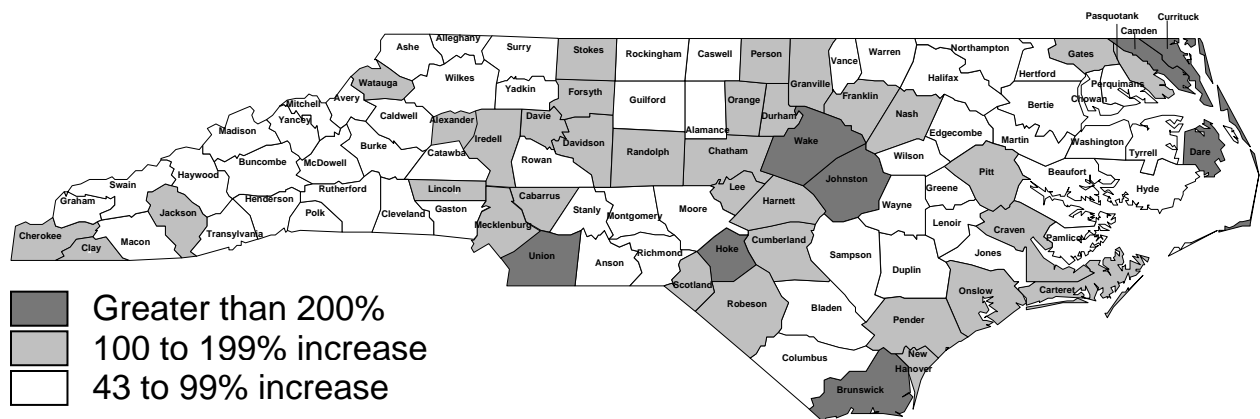 Pasquotank
Currituck
Camden
Alleghany
Ashe
Surry
Stokes
Rockingham
Caswell
Person
Vance
Warren
Northampton
Gates
Hertford
Halifax
Granville
Watauga
Wilkes
Yadkin
Forsyth
Guilford
Orange
Durham
Franklin
Nash
Bertie
Chowan
Perquimans
Mitchell
Avery
Yancey
Caldwell
Alexander
Iredell
Davie
Davidson
Alamance
Edgecombe
Martin
Washington
Tyrrell
Dare
Madison
Buncombe
McDowell
Burke
Catawba
Rowan
Randolph
Chatham
Wake
Wilson
Pitt
Beaufort
Hyde
Haywood
Swain
Graham
Jackson
Henderson
Rutherford
Polk
Cleveland
Lincoln
Gaston
Cabarrus
Mecklenburg
Stanly
Montgomery
Moore
Lee
Harnett
Johnston
Wayne
Greene
Lenoir
Craven
Pamlico
Cherokee
Clay
Macon
Transylvania
Union
Anson
Richmond
Hoke
Cumberland
Sampson
Duplin
Jones
Onslow
Carteret
Scotland
Robeson
Bladen
Pender
Columbus
New
Hanover
Brunswick
Greater than 200%
100 to 199% increase
43 to 99% increase